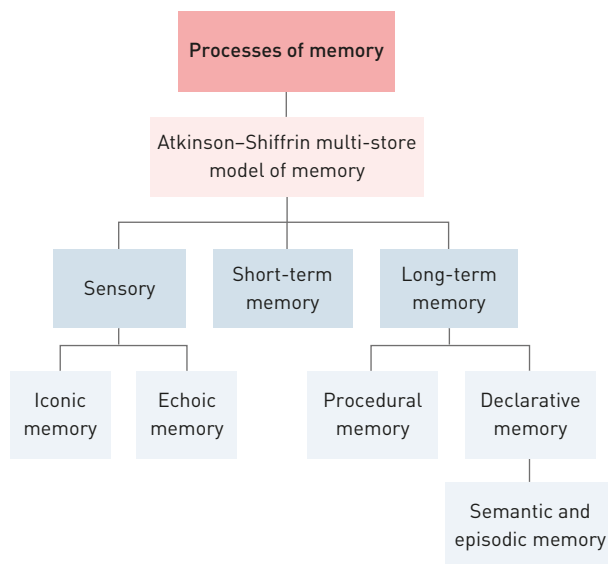 Processes of memory
Atkinson–Shiffrin multi-store
model of memory
Sensory
Short-term
memory
Long-term
memory
Iconic
memory
Echoic
memory
Procedural
memory
Declarative
memory
Semantic and
episodic memory